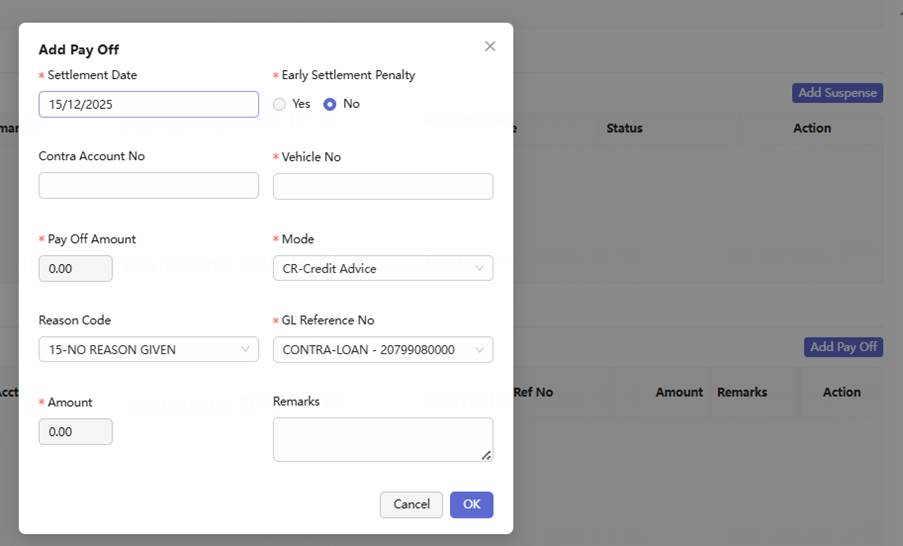 Add Pay Off
* Settlement Date
* Early Settlement Penalty
15/12/2025
Yes
No
Add Suspense
Status
Action
Contra Account No
* Vehicle No
* Pay Off Amount
* Mode
0.00
CR-Credit Advice
Reason Code
* GL Reference No
15-NO REASON GIVEN
CONTRA-LOAN - 20799080000
Add Pay Off
Ref No
Amount
Remarks
Action
* Amount
Remarks
0.00
Cancel
OK